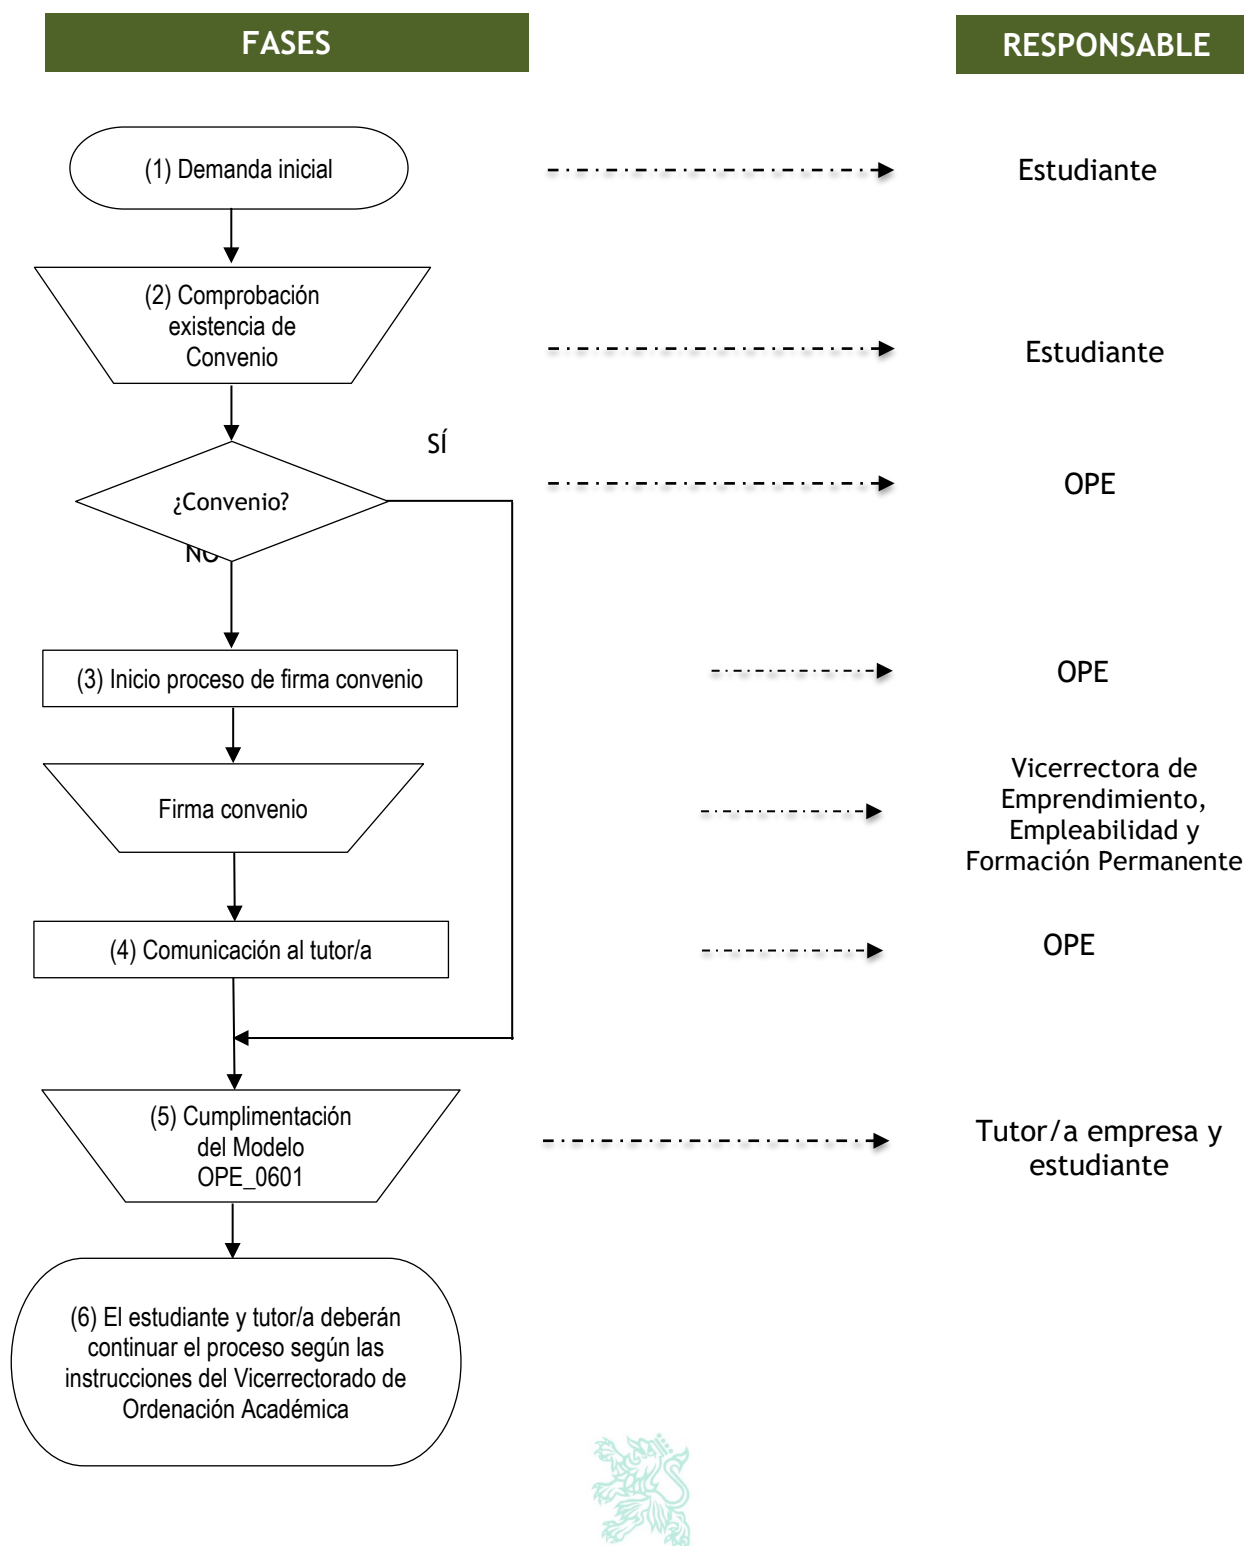 FASES
RESPONSABLE
(1) Demanda inicial
Estudiante
(2) Comprobación
existencia de
Convenio
Estudiante
SÍ
¿Convenio?
OPE
NO
(3) Inicio proceso de firma convenio
OPE
Firma convenio
Vicerrectora de
Emprendimiento,
Empleabilidad y
Formación Permanente
(4) Comunicación al tutor/a
OPE
(5) Cumplimentación
del Modelo
OPE_0601
Tutor/a empresa y
estudiante
(6) El estudiante y tutor/a deberán
continuar el proceso según las
instrucciones del Vicerrectorado de
Ordenación Académica